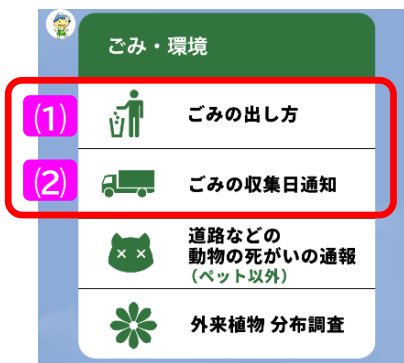 ごみ・環境
(1)
ごみの出し方
(2)
ごみの収集日通知
道路などの
動物の死がいの通報
(ペット以外)
外来植物 分布調査